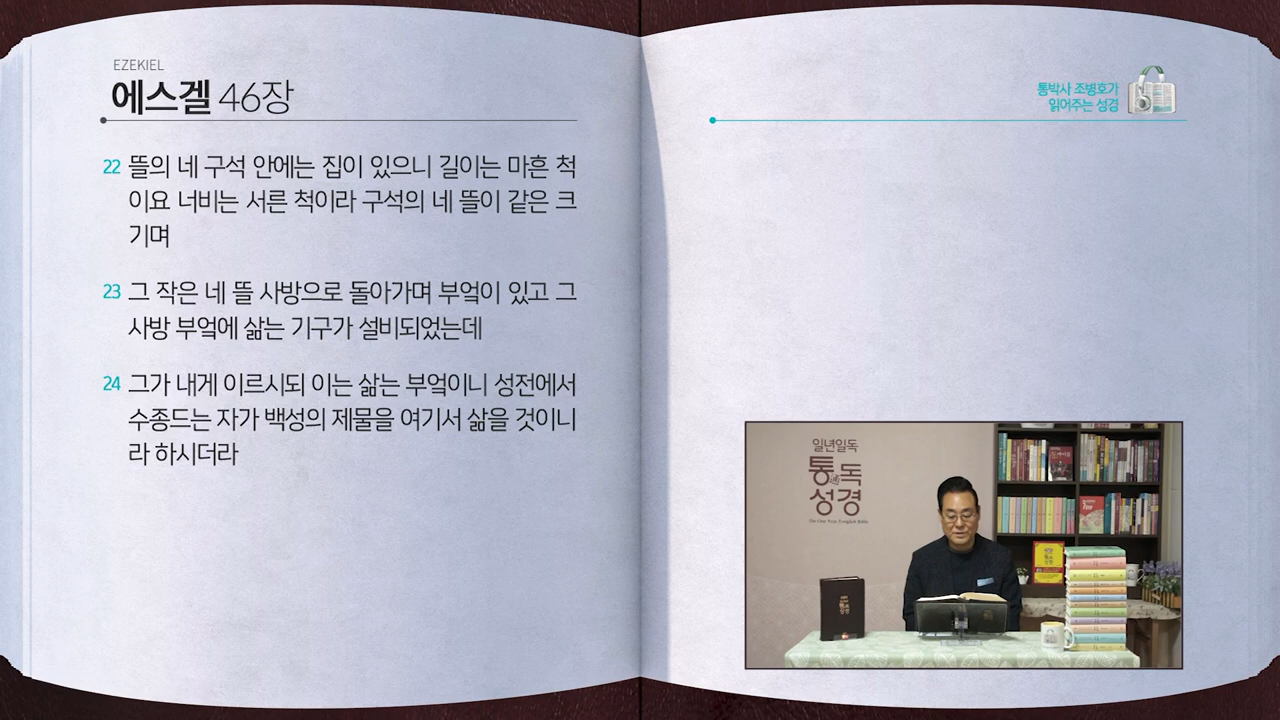 EZEKIEL
에스겔 46장
22 뜰의 네 구석 안에는 집이 있으니 길이는 마흔 척
이요 너비는 서른 척이라 구석의 네 뜰이 같은 크
기며
23 그 작은 네 뜰 사방으로 돌아가며 부엌이 있고 그
사방 부엌에 삶는 기구가 설비되었는데
24 그가 내게 이르시되 이는 삶는 부엌이니 성전에서
수종드는 자가 백성의 제물을 여기서 삶을 것이니
라 하시더라
통박사 조병호가
읽어주는 성경
일년일독
통독
성경
The One Year Tongdok Bible